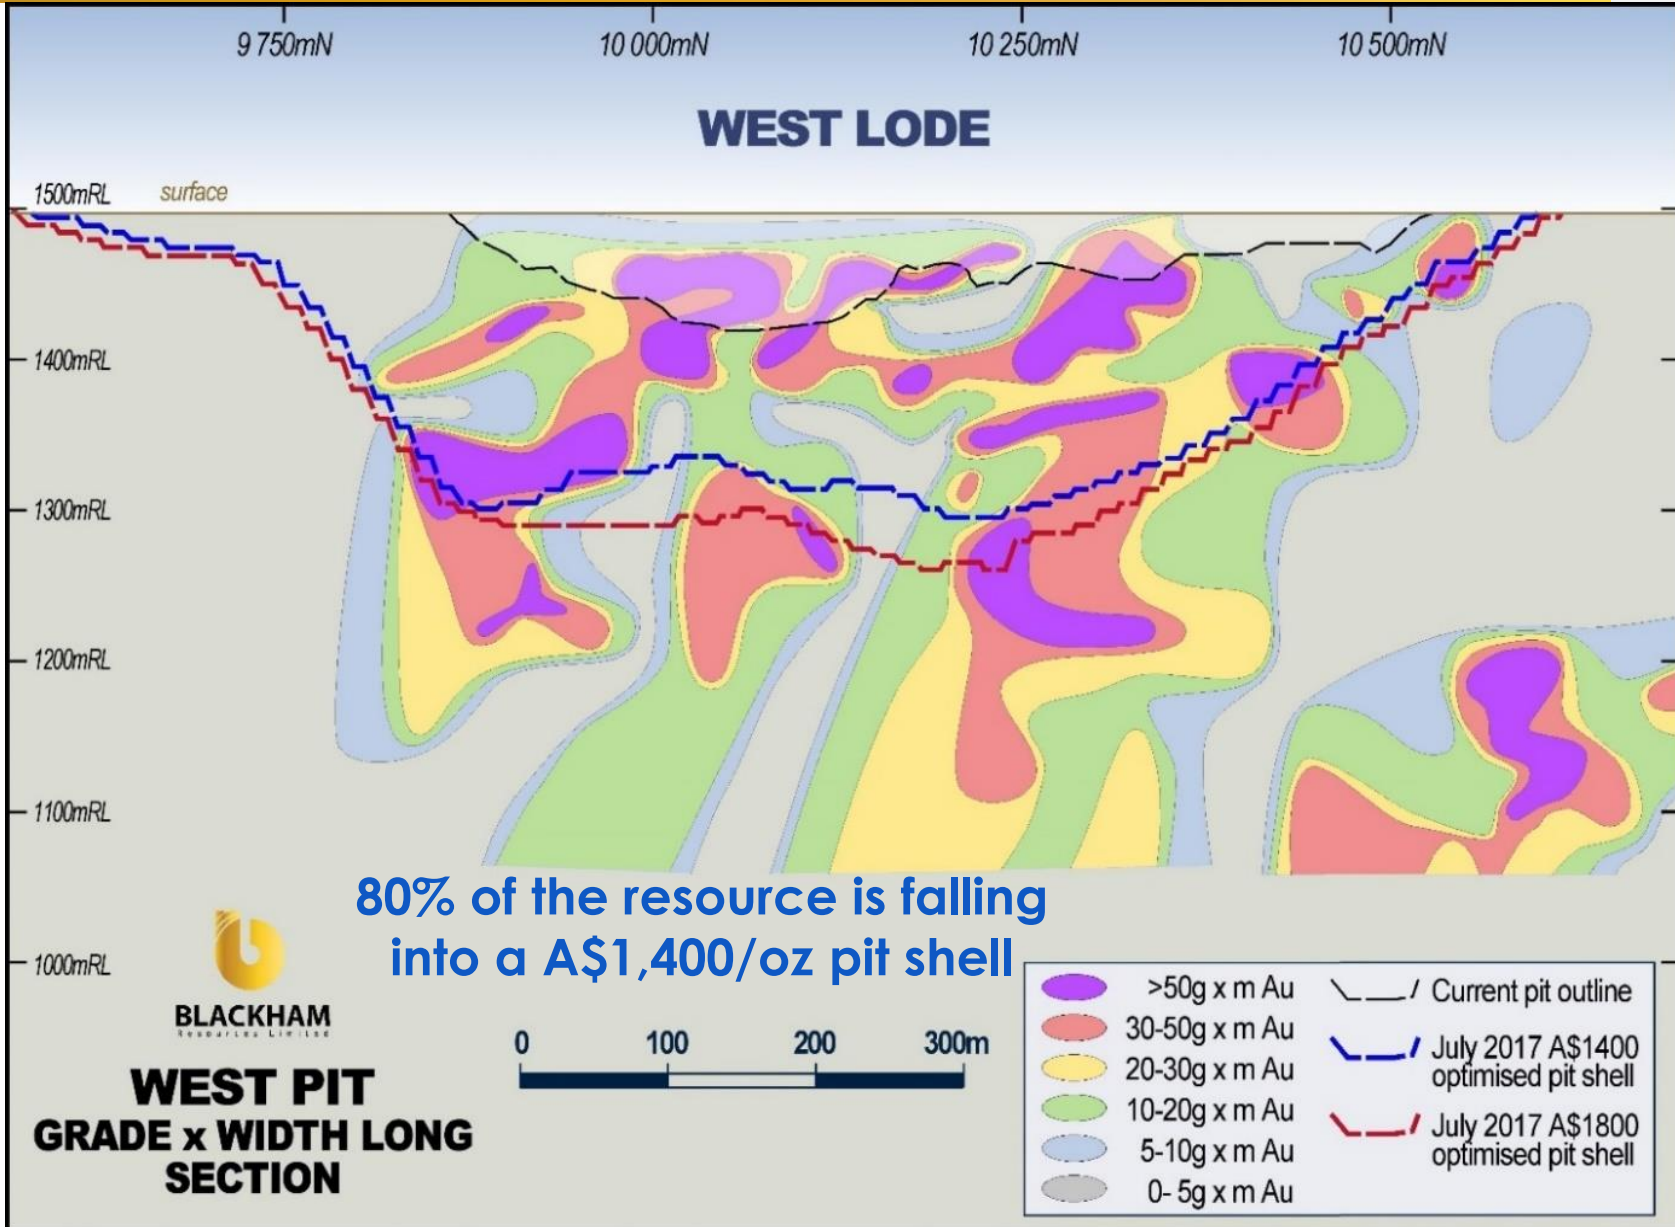 9 750mN
10 000mN
10 250mN
10 500mN
WEST LODE
1500mRL
surface
1400mRL
1300mRL
1200mRL
1100mRL
1000mRL
80% of the resource is falling
into a A$1,400/oz pit shell
BLACKHAM
Resources Limited
WEST PIT
GRADE x WIDTH LONG
SECTION
0 100 200 300m
>50g x m Au
30-50g x m Au
20-30g x m Au
10-20g x m Au
5-10g x m Au
0- 5g x m Au
Current pit outline
July 2017 A$1400
optimised pit shell
July 2017 A$1800
optimised pit shell